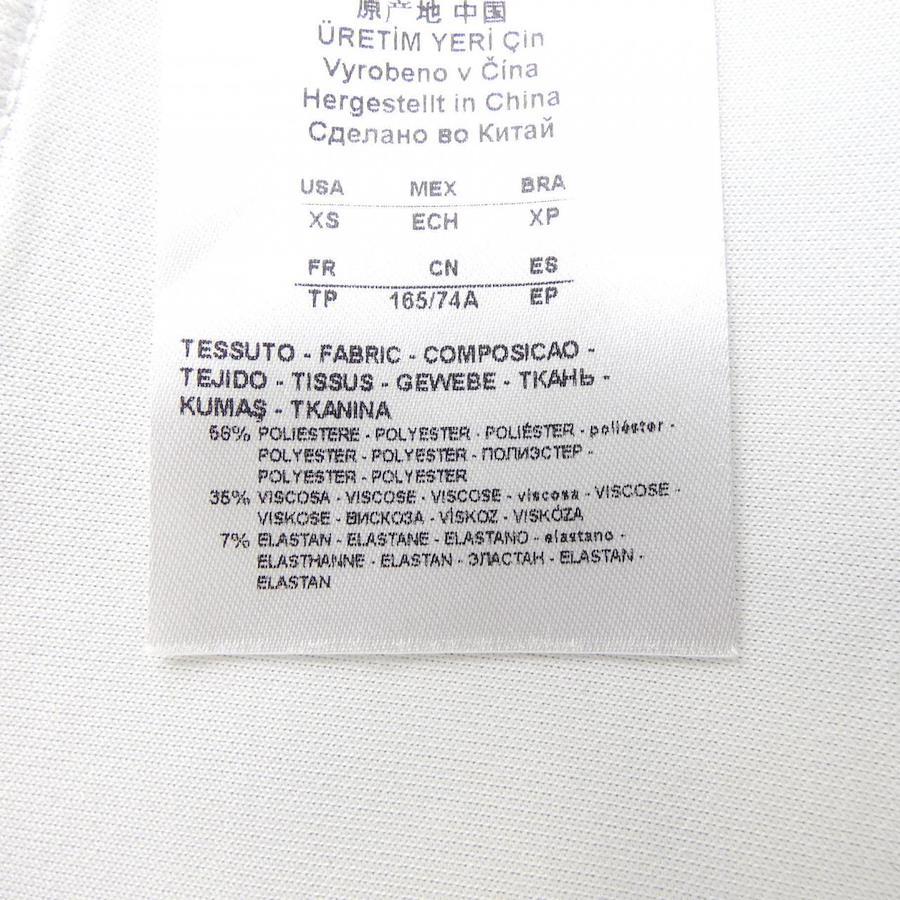 原产地 中国
ÜRETİM YERİ Çin
Vyrobeno v Čína
Hergestellt in China
Сделано во Китай
USA MEX BRA
XS ECH XP
FR CN ES
TP 165/74A EP
TESSUTO - FABRIC - COMPOSICAO -
TEJIDO - TISSUS - GEWEBE - ТКАНЬ -
KUMAŞ - TKANINA
58% POLIESTERE - POLYESTER - POLIÉSTER - poliéster -
POLYESTER - POLYESTER - ПОЛИЭСТЕР -
POLYESTER - POLYESTER
35% VISCOSA - VISCOSE - VISCOSE - viscosa - VISCOSE -
VISKOSE - ВИСКОЗА - VİSKOZ - VISKÓZA
7% ELASTAN - ELASTANE - ELASTANO - elastano -
ELASTHANNE - ELASTAN - ЭЛАСТАН - ELASTAN -
ELASTAN